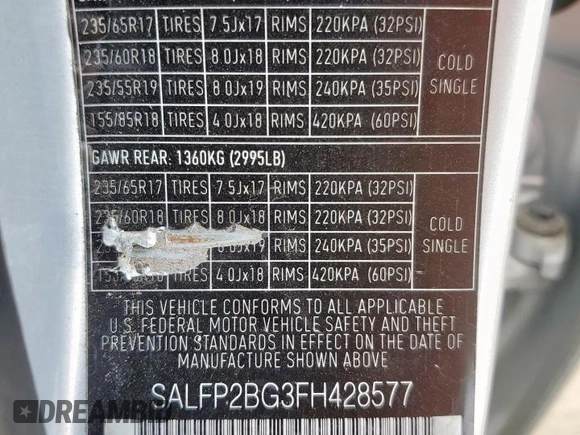 235/65R17 TIRES 7.5Jx17 RIMS 220KPA (32PSI)
235/60R18 TIRES 8.0Jx18 RIMS 220KPA (32PSI)
235/55R19 TIRES 8.0Jx19 RIMS 240KPA (35PSI)
155/85R18 TIRES 4.0Jx18 RIMS 420KPA (60PSI)
COLD
SINGLE
GAWR REAR: 1360KG (2995LB)
235/65R17 TIRES 7.5Jx17 RIMS 220KPA (32PSI)
235/60R18 TIRES 8.0Jx18 RIMS 220KPA (32PSI)
RIMS 240KPA (35PSI)
4.0Jx18 RIMS 420KPA (60PSI)
COLD
SINGLE
THIS VEHICLE CONFORMS TO ALL APPLICABLE
U.S. FEDERAL MOTOR VEHICLE SAFETY AND THEFT
PREVENTION STANDARDS IN EFFECT ON THE DATE
OF MANUFACTURE SHOWN ABOVE
SALFP2BG3FH428577
DREAMBID